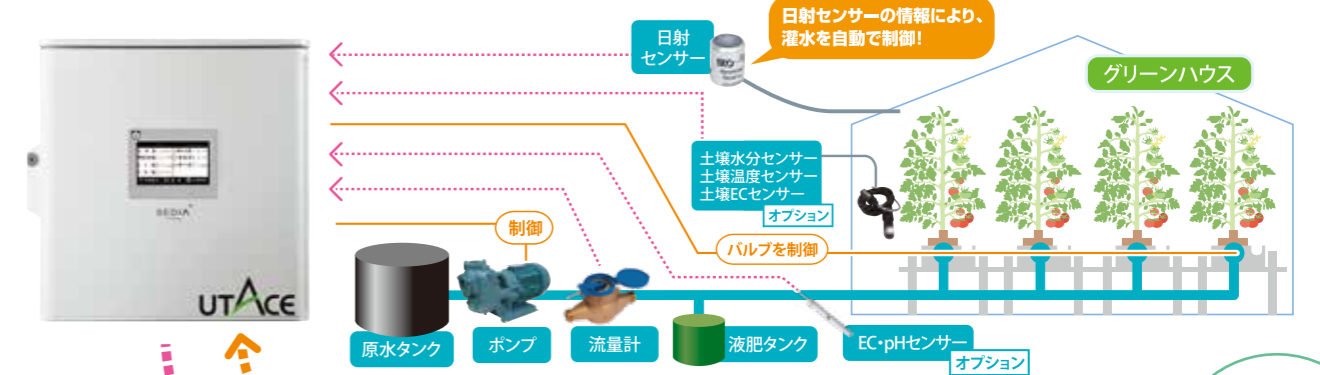 日射センサーの情報により、
灌水を自動で制御!
日射
センサー
グリーンハウス
土壌水分センサー
土壌温度センサー
土壌ECセンサー
オプション
制御
バルブを制御
SEDIA
UTACE
原水タンク
ポンプ
流量計
液肥タンク
EC・pHセンサー
オプション